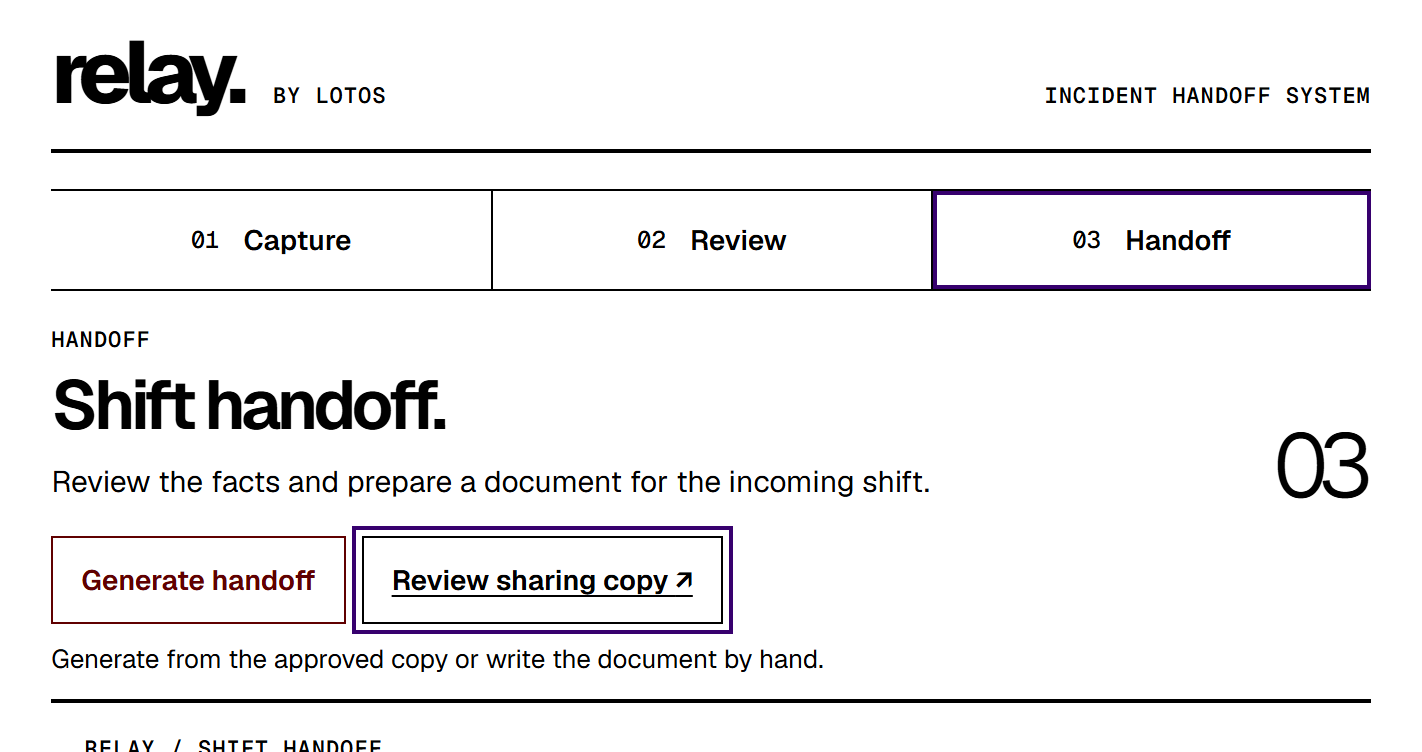 relay. BY LOTOS
INCIDENT HANDOFF SYSTEM
01 Capture
02 Review
03 Handoff
HANDOFF
Shift handoff.
Review the facts and prepare a document for the incoming shift.
03
Generate handoff
Review sharing copy ↗
Generate from the approved copy or write the document by hand.
RELAY / SHIFT HANDOFF